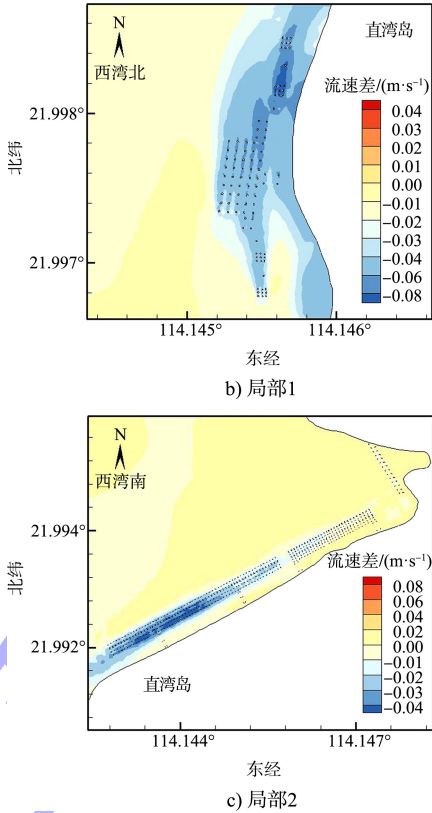 N
西湾北
直湾岛
流速差/(m·s⁻¹)
0.04
0.03
0.02
0.01
0.00
-0.01
-0.02
-0.03
-0.04
-0.06
-0.08
21.998°
21.997°
北纬
114.145°
114.146°
东经
b) 局部1
N
西湾南
21.994°
21.992°
北纬
流速差/(m·s⁻¹)
0.08
0.06
0.04
0.02
0.00
-0.01
-0.02
-0.03
-0.04
直湾岛
114.144°
114.147°
东经
c) 局部2